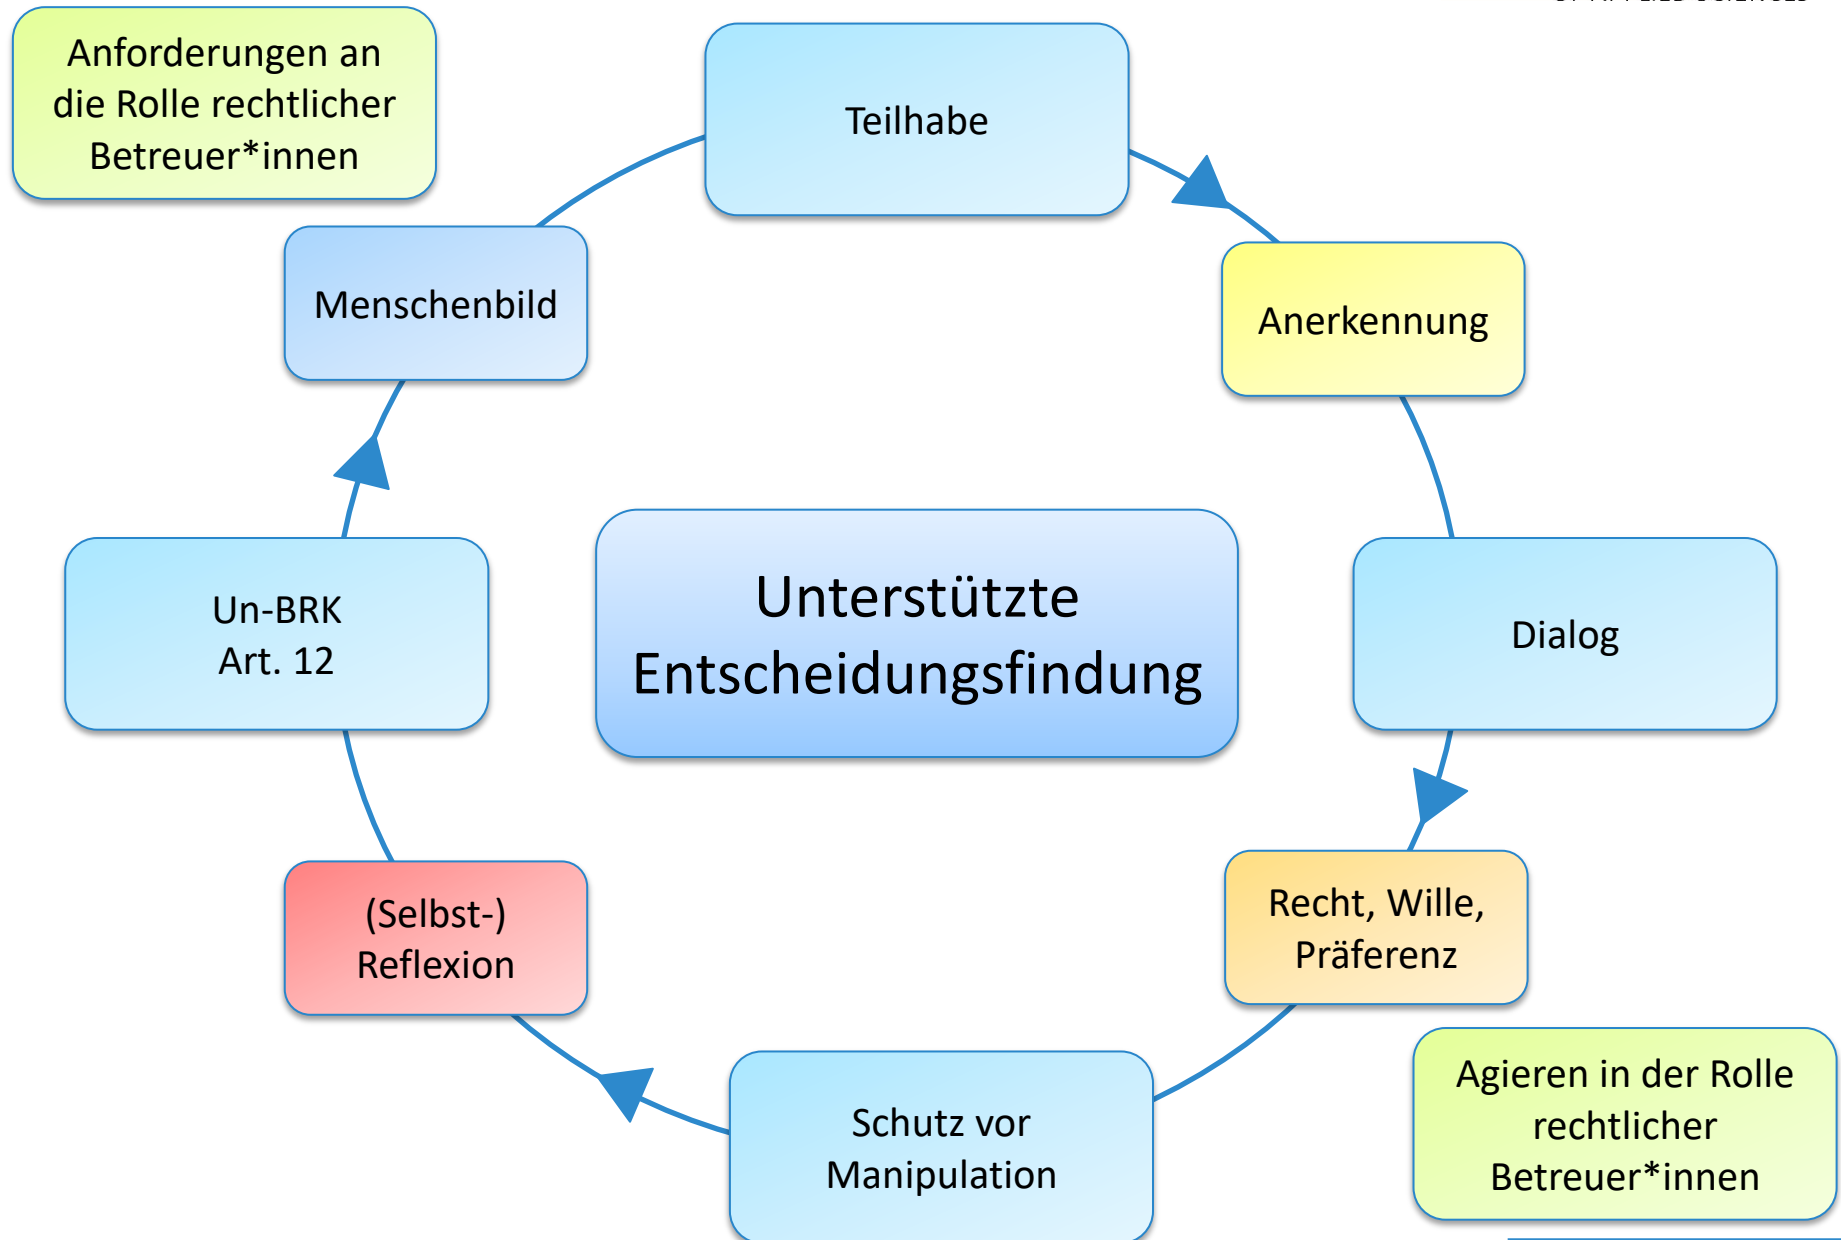 Anforderungen an
die Rolle rechtlicher
Betreuer*innen
Teilhabe
Menschenbild
Anerkennung
Un-BRK
Art. 12
Unterstützte
Entscheidungsfindung
Dialog
(Selbst-)
Reflexion
Recht, Wille,
Präferenz
Schutz vor
Manipulation
Agieren in der Rolle
rechtlicher
Betreuer*innen